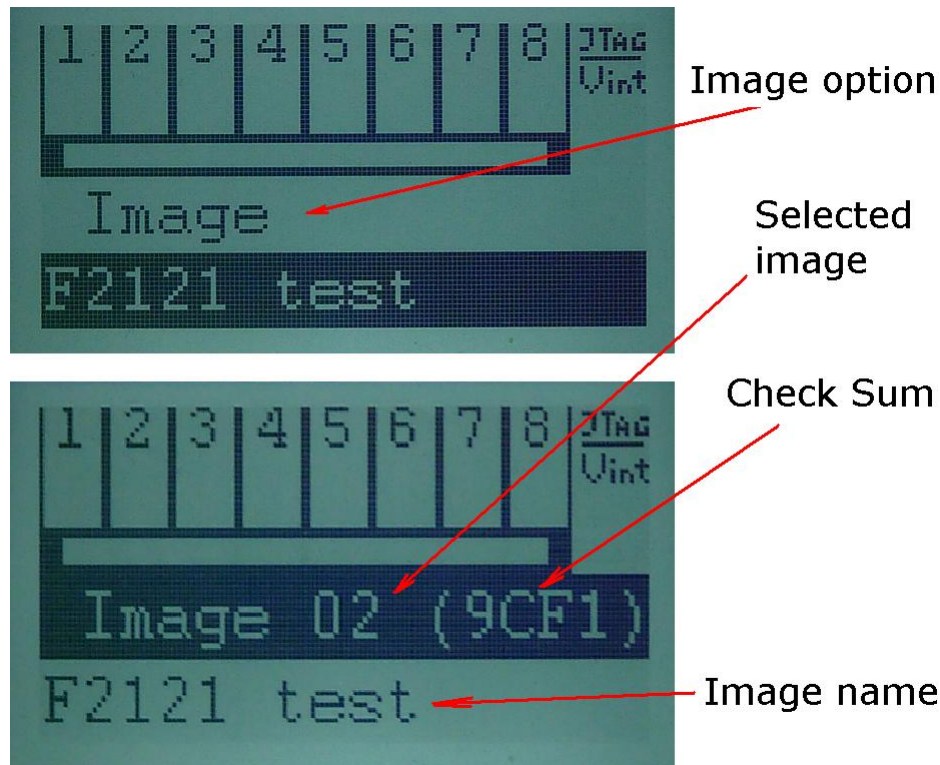 1 2 3 4 5 6 7 8 JTAG
Vint
Image option
Image
F2121 test
Selected
image
Check Sum
1 2 3 4 5 6 7 8 JTAG
Vint
Image 02 (9CF1)
F2121 test
Image name